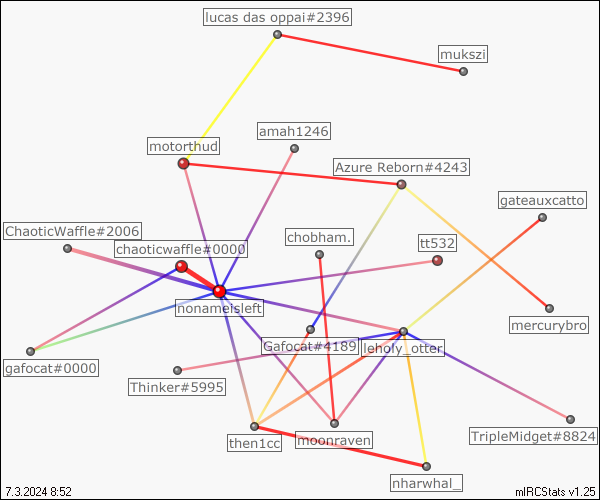 lucas das oppai#2396
mukszi
amah1246
motorthud
Azure Reborn#4243
gateauxcatto
ChaoticWaffle#2006
chobham.
tt532
chaoticwaffle#0000
nonameisleft
mercurybro
Gafocat#4189
leholy_otter
gafocat#0000
Thinker#5995
then1cc
moonraven
TripleMidget#8824
nharwhal_
7.3.2024 8:52
mIRCStats v1.25